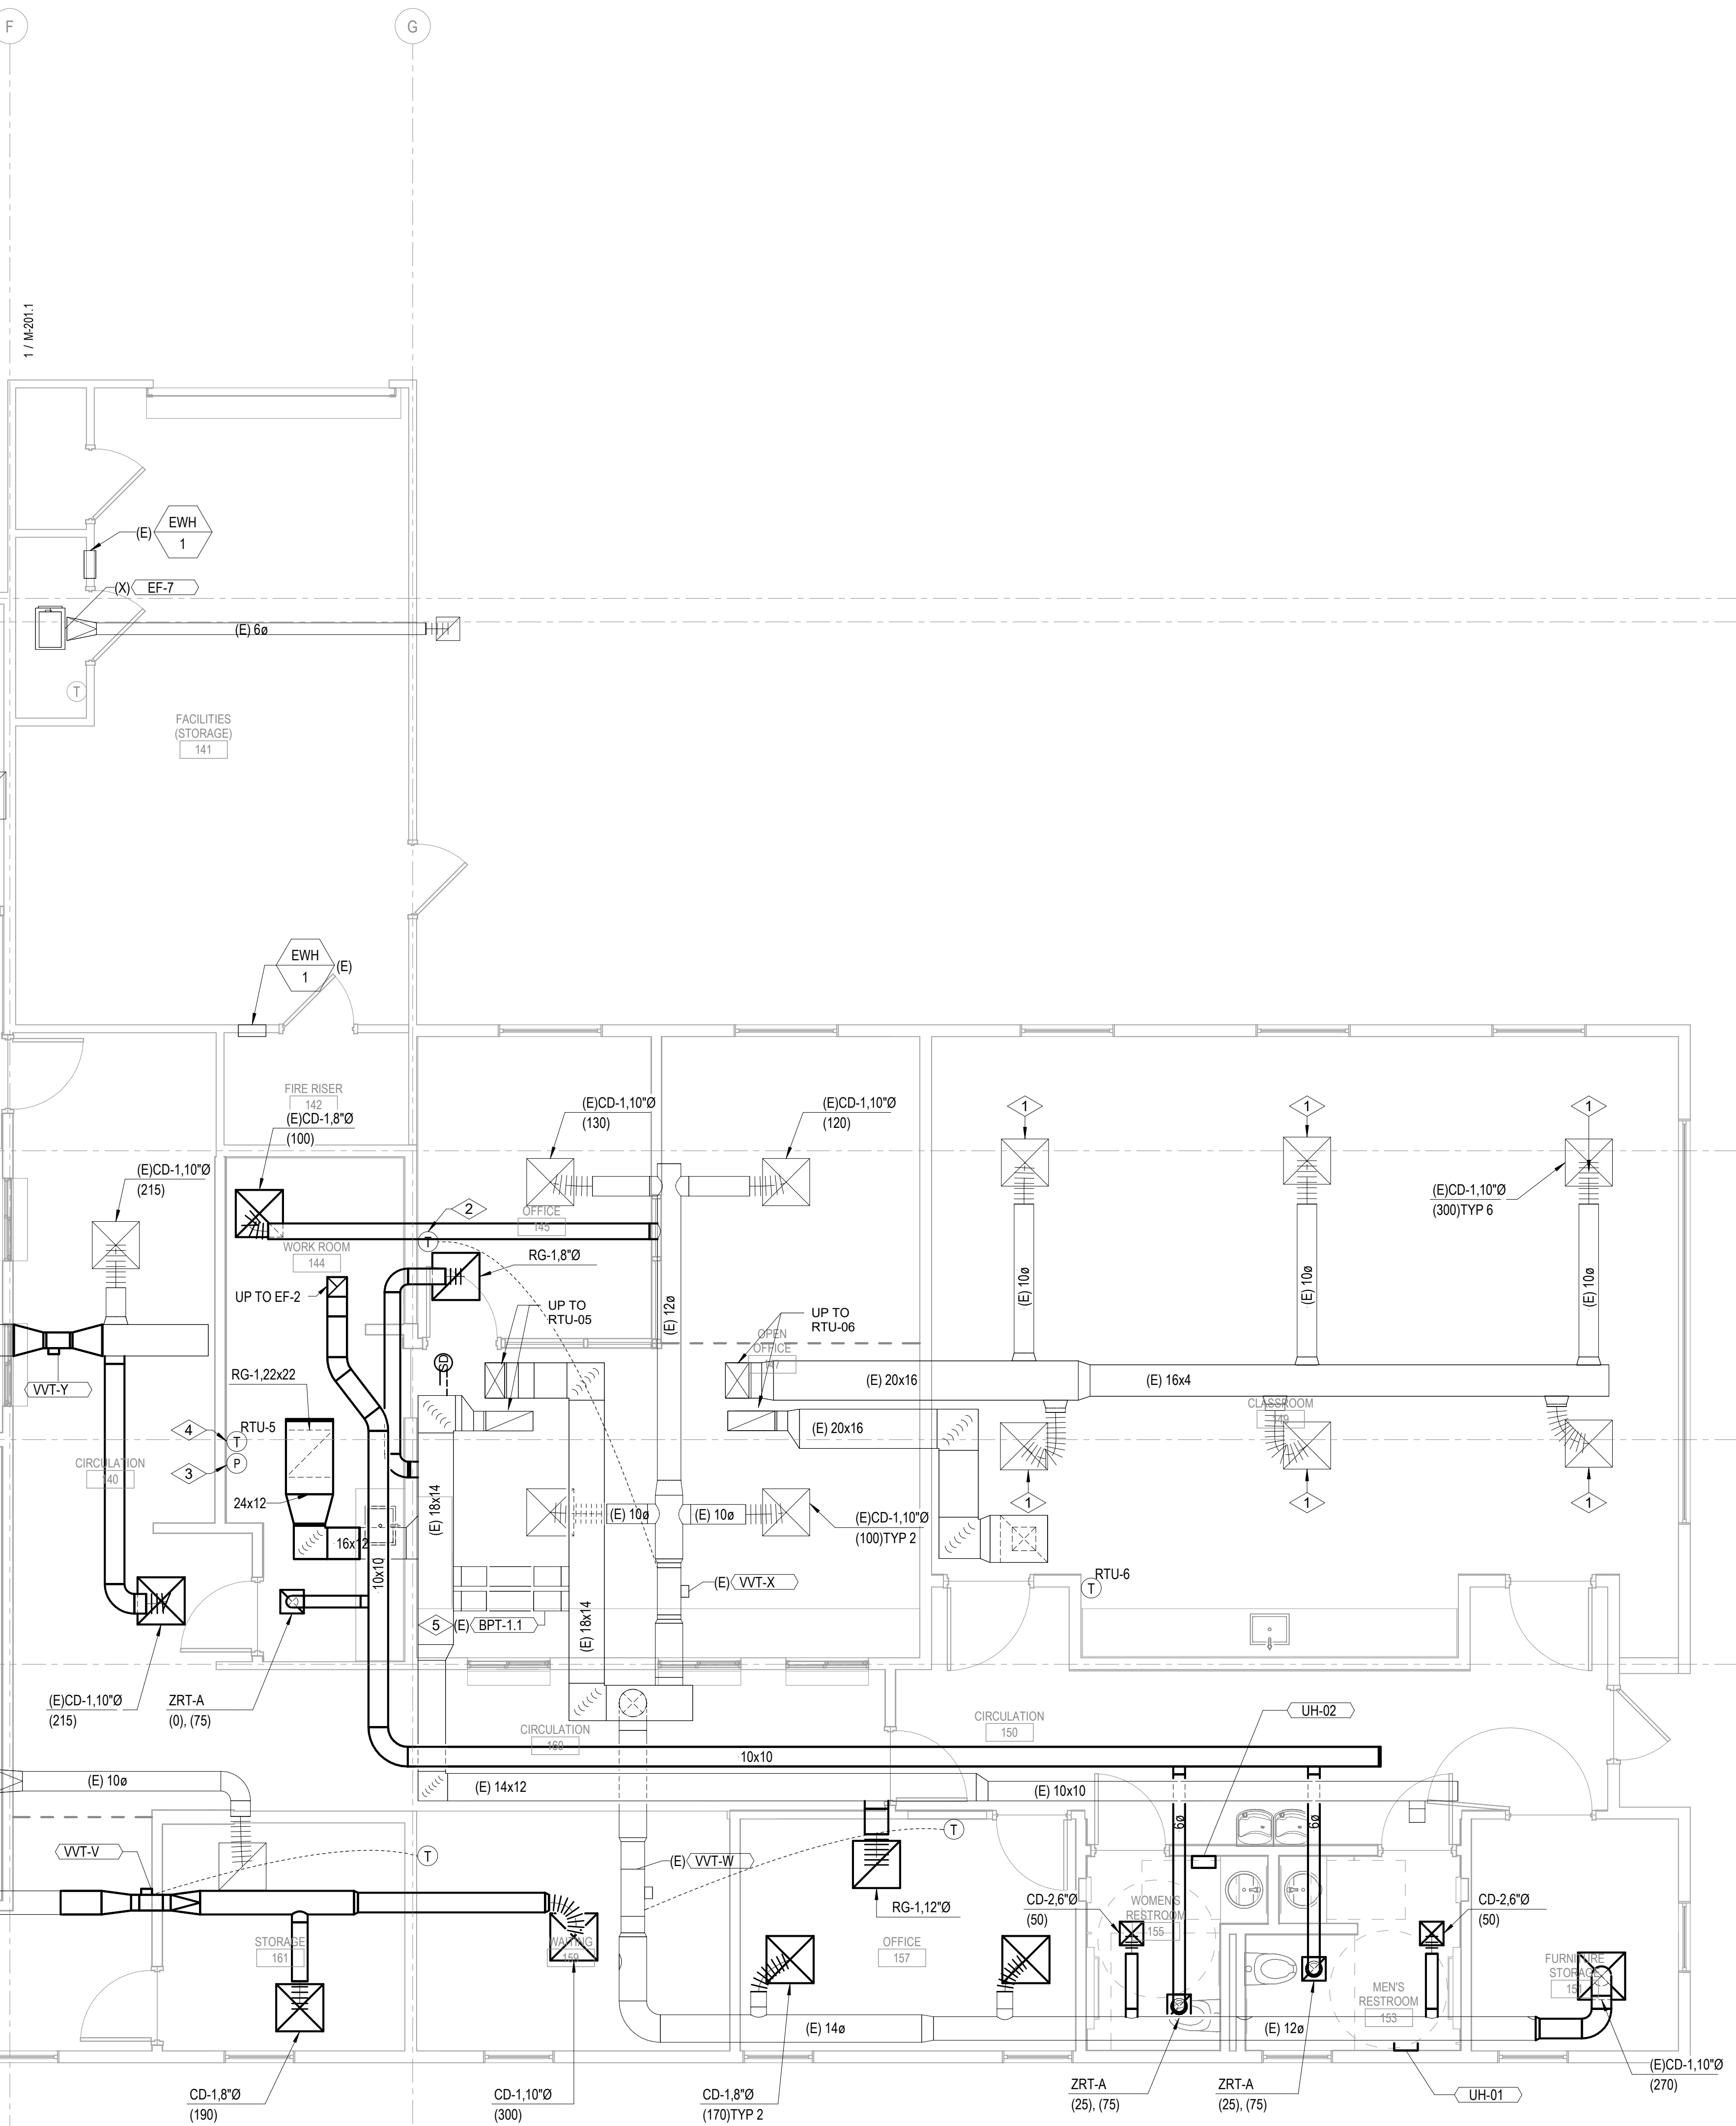 F
G
1 / M-201.1
(E)
EWH
1
(X)
EF-7
(E) 6ø
T
FACILITIES
(STORAGE)
141
EWH
1
(E)
FIRE RISER
142
(E)CD-1,8"Ø
(100)
(E)CD-1,10"Ø
(130)
(E)CD-1,10"Ø
(120)
1
1
1
(E)CD-1,10"Ø
(215)
(E)CD-1,10"Ø
(300)TYP 6
2
OFFICE
145
T
WORK ROOM
144
RG-1,8"Ø
UP TO EF-2
UP TO
RTU-05
(E) 12ø
UP TO
RTU-06
OPEN
OFFICE
147
(E) 10ø
(E) 10ø
(E) 10ø
SD
VVT-Y
RG-1,22x22
(E) 20x16
(E) 16x4
CLASSROOM
149
4
RTU-5
T
3
P
(E) 20x16
CIRCULATION
140
24x12
16x12
10x10
(E) 18x14
(E) 10ø
(E) 10ø
(E)CD-1,10"Ø
(100)TYP 2
1
1
1
RTU-6
T
(E)
VVT-X
5
(E)
BPT-1.1
(E) 18x14
(E)CD-1,10"Ø
(215)
ZRT-A
(0), (75)
CIRCULATION
160
CIRCULATION
150
UH-02
10x10
(E) 10ø
(E) 14x12
(E) 10x10
6ø
6ø
VVT-V
T
(E)
VVT-W
T
RG-1,12"Ø
CD-2,6"Ø
(50)
WOMEN'S
RESTROOM
155
CD-2,6"Ø
(50)
STORAGE
161
WAITING
159
OFFICE
157
FURNITURE
STORAGE
151
MEN'S
RESTROOM
153
(E) 14ø
(E) 12ø
CD-1,8"Ø
(190)
CD-1,10"Ø
(300)
CD-1,8"Ø
(170)TYP 2
ZRT-A
(25), (75)
ZRT-A
(25), (75)
UH-01
(E)CD-1,10"Ø
(270)